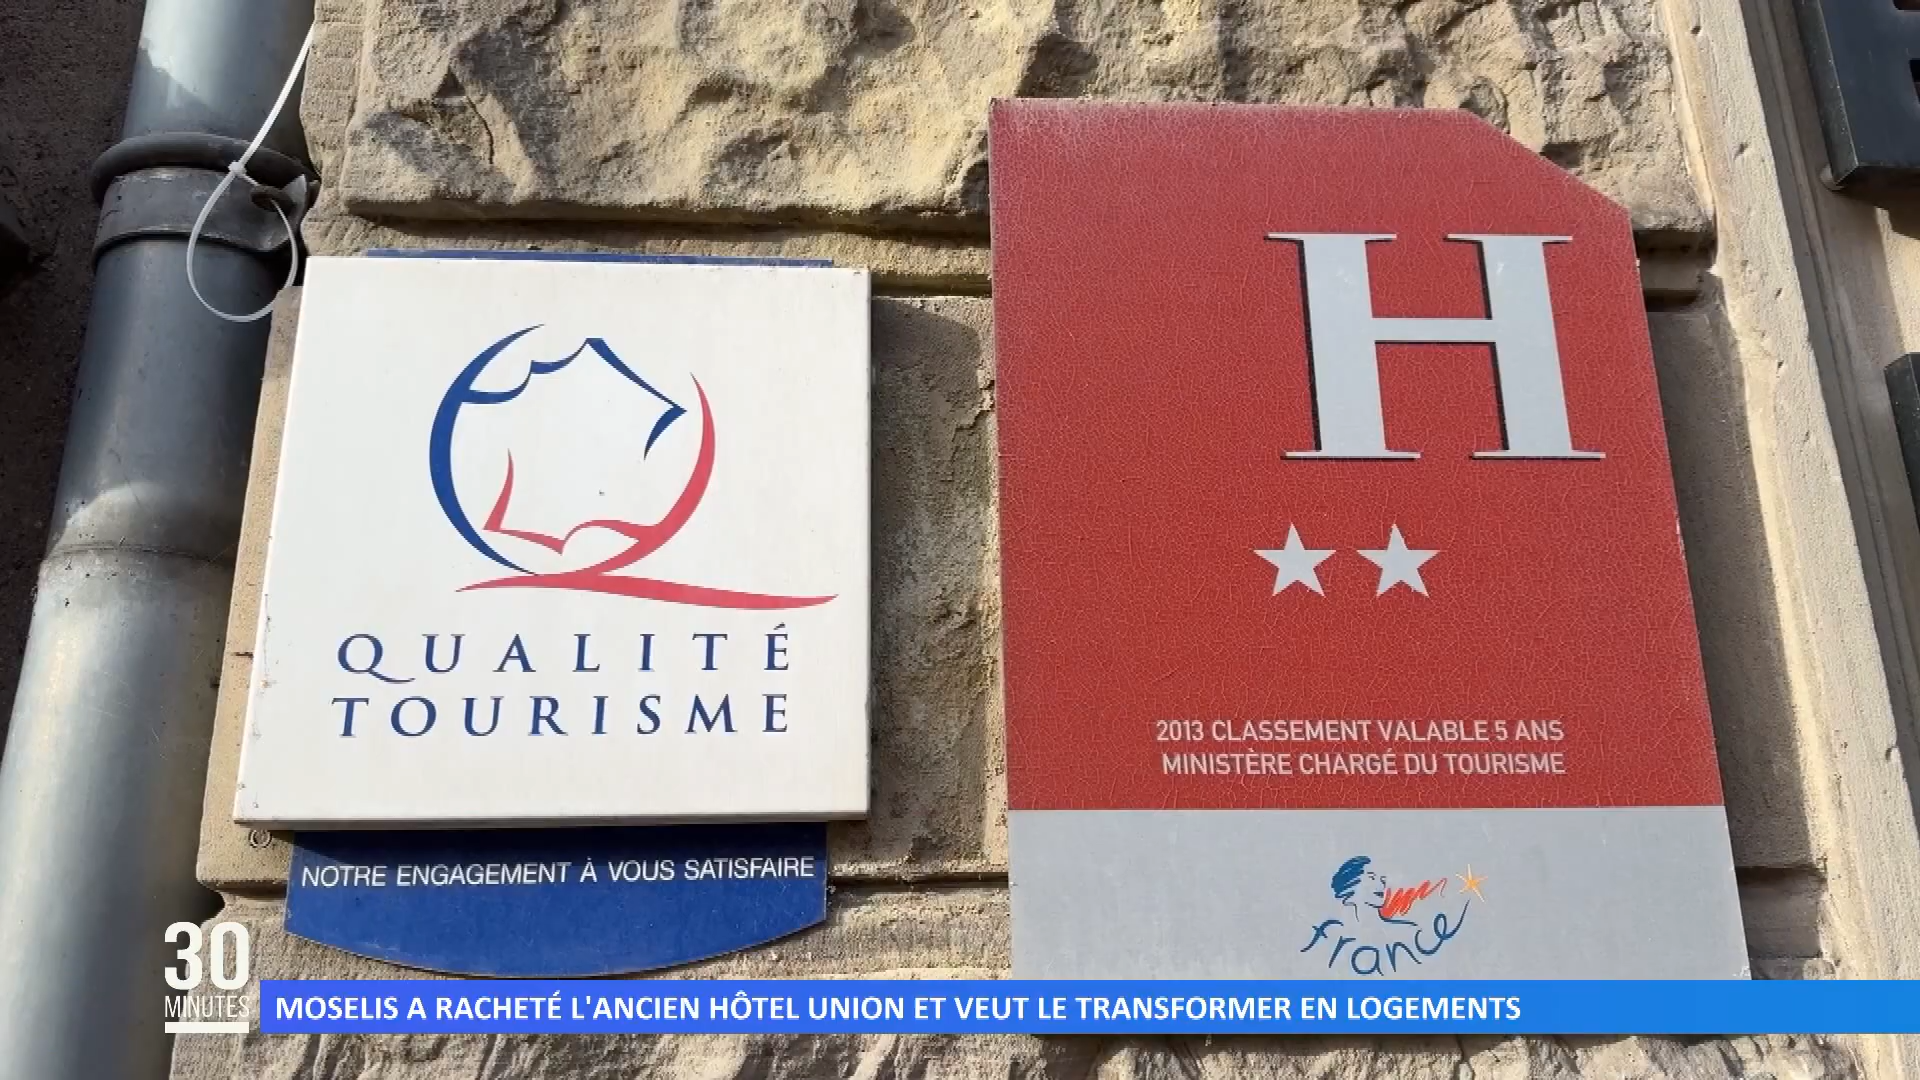 H
QUALITÉ
TOURISME
2013 CLASSEMENT VALABLE 5 ANS
MINISTÈRE CHARGÉ DU TOURISME
NOTRE ENGAGEMENT À VOUS SATISFAIRE
france
30
MINUTES
MOSELIS A RACHETÉ L'ANCIEN HÔTEL UNION ET VEUT LE TRANSFORMER EN LOGEMENTS